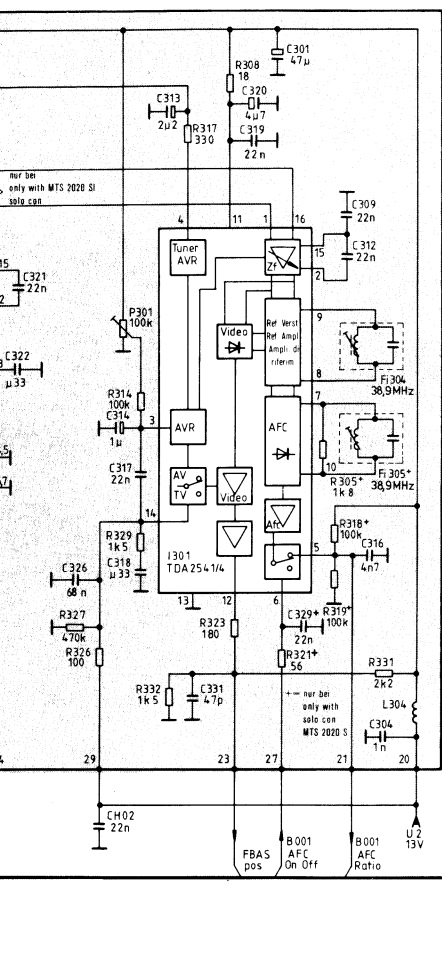 C301
47µ
R308
18
C313
2µ2
C320
4µ7
R317
330
C319
22n
nur bei
only with MTS 2020 SI
solo con
4
11
1
16
C309
22n
15
2
C312
22n
Tuner
AVR
Zf
15
C321
22n
2
P301
100k
9
Video
Ref Verst
Ref Ampl.
Ampli di
riferim
C322
µ33
8
Fi304
38,9MHz
R314
100k
7
C314
1µ
3
AVR
AFC
C317
22n
10
R305+
1k8
Fi305+
38,9MHz
AV
TV
Video
14
Aft
R318+
100k
R329
1k5
I301
TDA2541/4
5
C316
4n7
C326
68n
C318
µ33
13
12
6
R319+
100k
R327
470k
R323
180
C329+
22n
R326
100
R321+
56
R331
2k2
R332
1k5
C331
47p
+= nur bei
only with
solo con
MTS 2020 S
L304
C304
1n
4
29
23
27
21
20
CH02
22n
U2
13V
FBAS
pos
B001
AFC
On Off
B001
AFC
Ratio